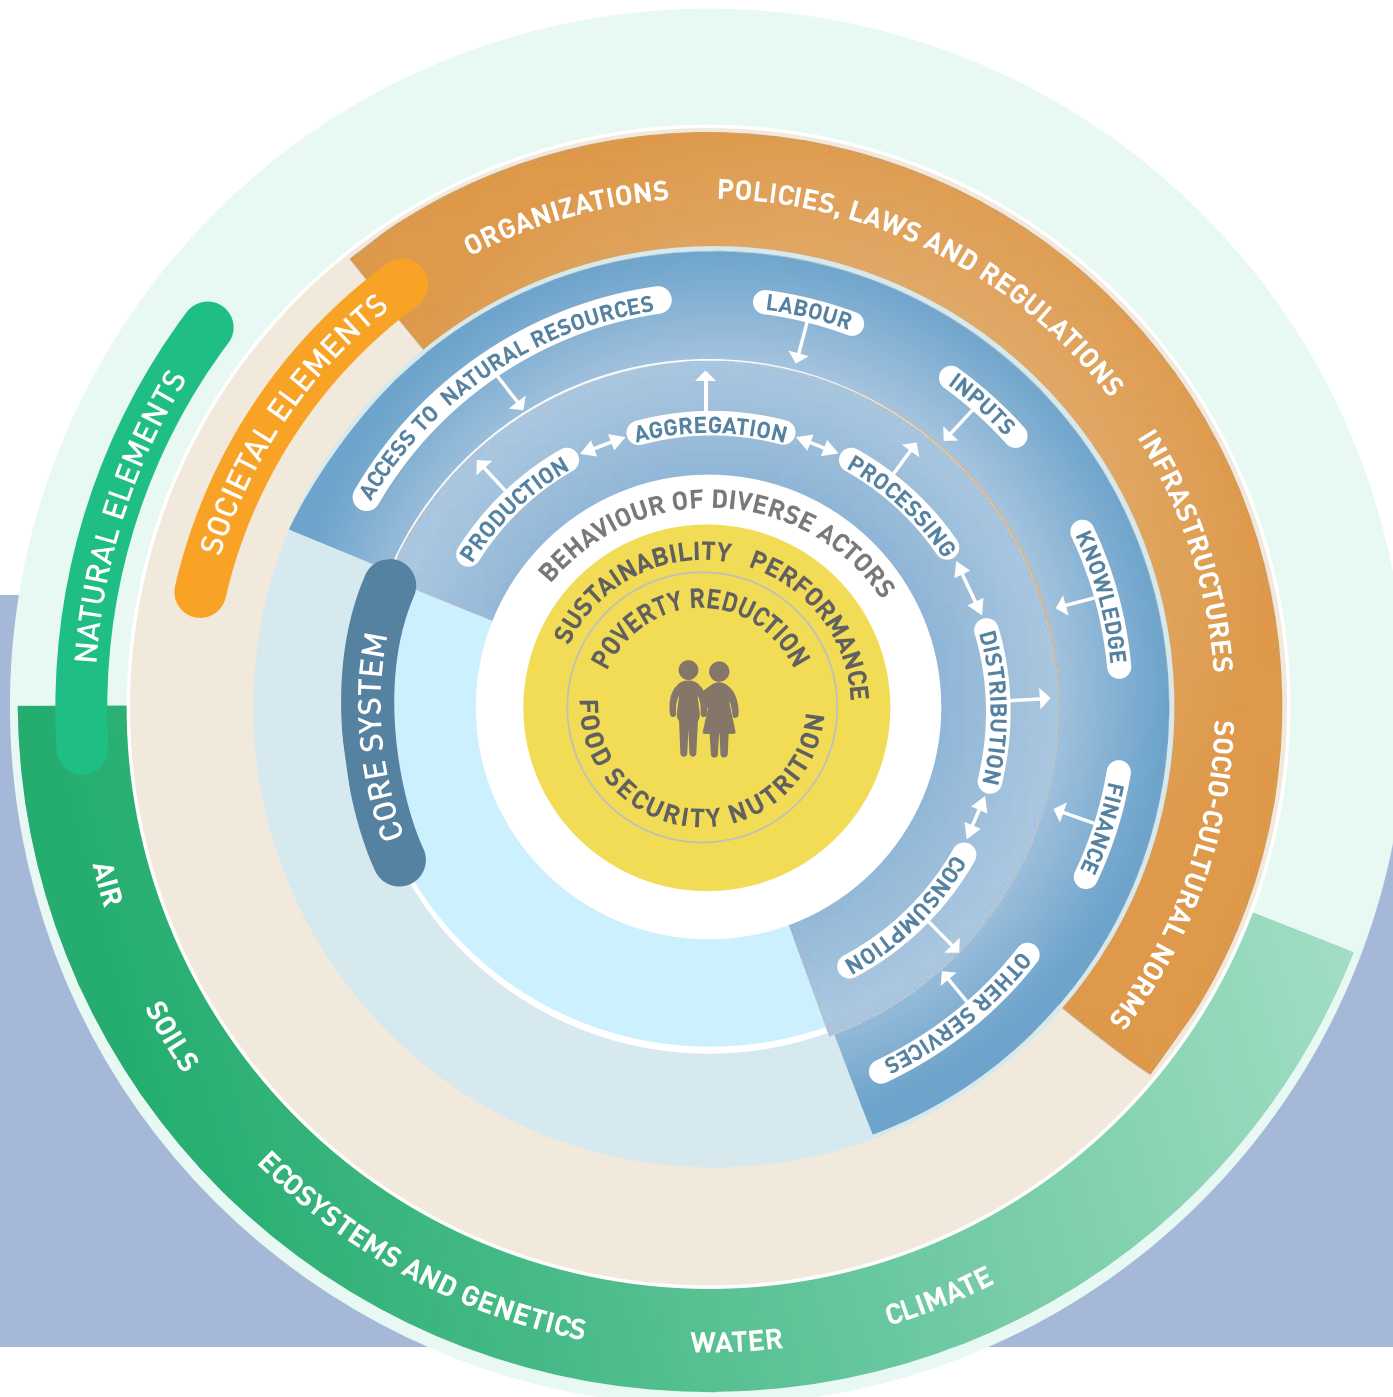 NATURAL ELEMENTS
SOCIETAL ELEMENTS
CORE SYSTEM
ORGANIZATIONS
POLICIES, LAWS AND REGULATIONS
INFRASTRUCTURES
SOCIO-CULTURAL NORMS
ACCESS TO NATURAL RESOURCES
LABOUR
INPUTS
KNOWLEDGE
FINANCE
OTHER SERVICES
PRODUCTION
AGGREGATION
PROCESSING
DISTRIBUTION
CONSUMPTION
BEHAVIOUR OF DIVERSE ACTORS
SUSTAINABILITY PERFORMANCE
POVERTY REDUCTION
FOOD SECURITY NUTRITION
AIR
SOILS
ECOSYSTEMS AND GENETICS
WATER
CLIMATE